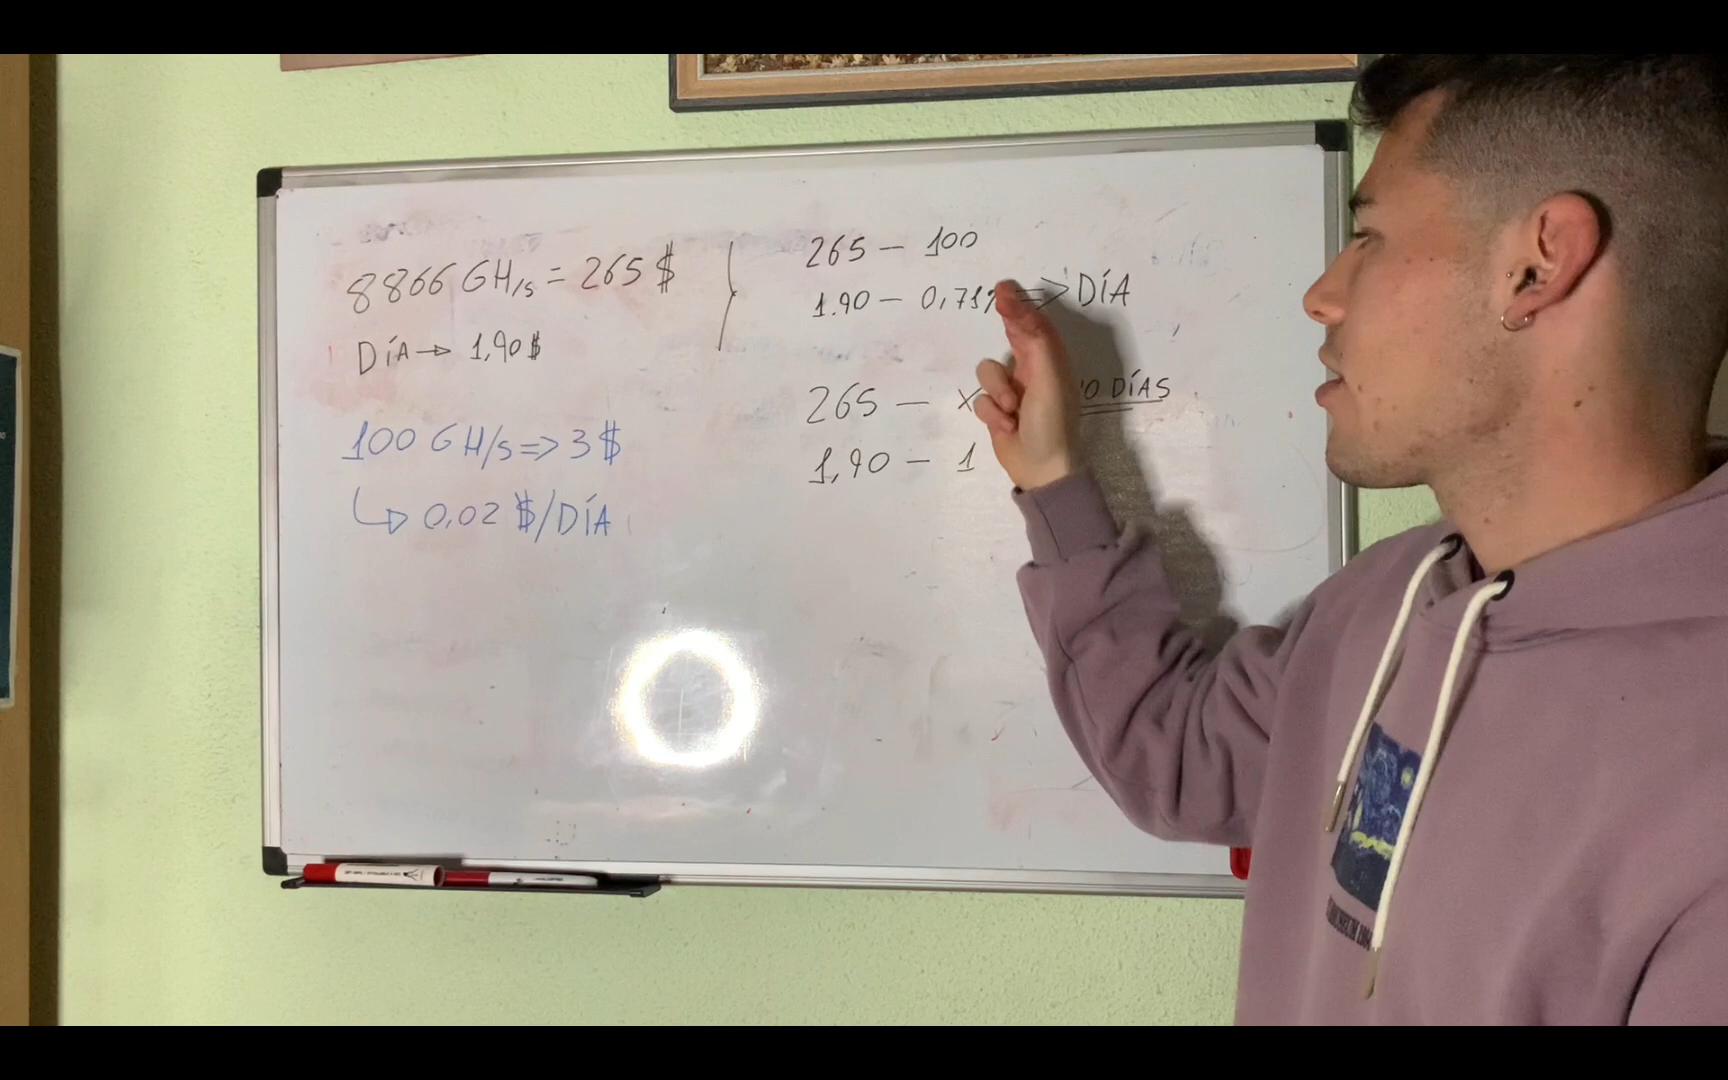 8866 GH/s = 265 $
DÍA → 1,90 $
100 GH/s => 3 $
↳ 0,02 $/DÍA
265 — 100
1.90 — 0,71% => DÍA
265 — x
1,90 — 1
0 DÍAS